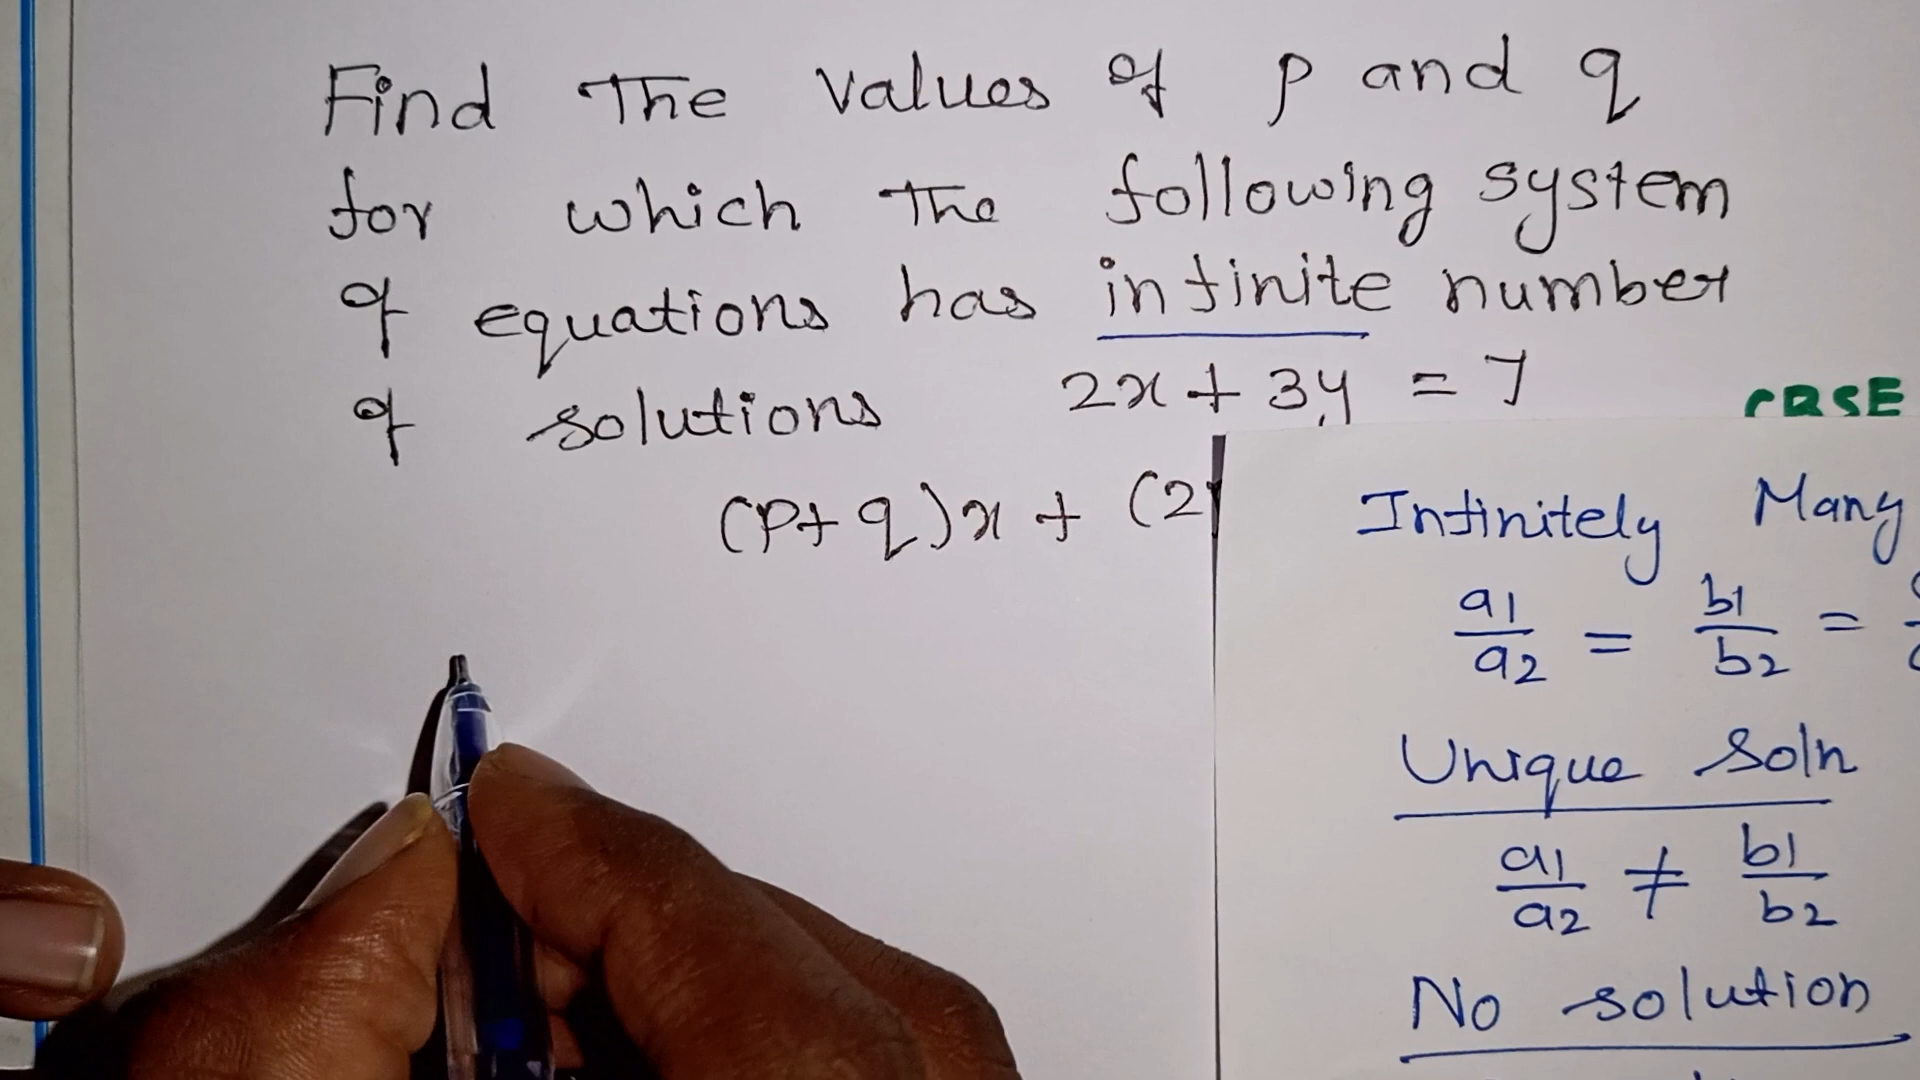 Find The values of p and q
for which The following system
of equations has infinite number
of solutions 2x + 3y = 7
CBSE
(p+q)x + (2
Infinitely Many
a1/a2 = b1/b2 =
Unique Soln
a1/a2 ≠ b1/b2
No solution